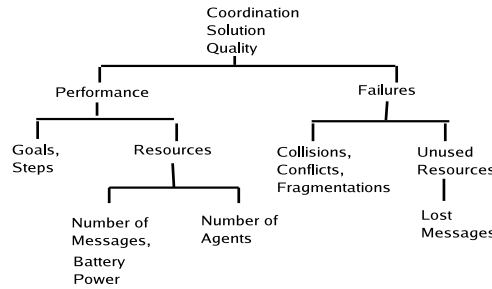 Coordination
Solution
Quality
Performance
Failures
Goals,
Steps
Resources
Collisions,
Conflicts,
Fragmentations
Unused
Resources
Number of
Messages,
Battery
Power
Number of
Agents
Lost
Messages